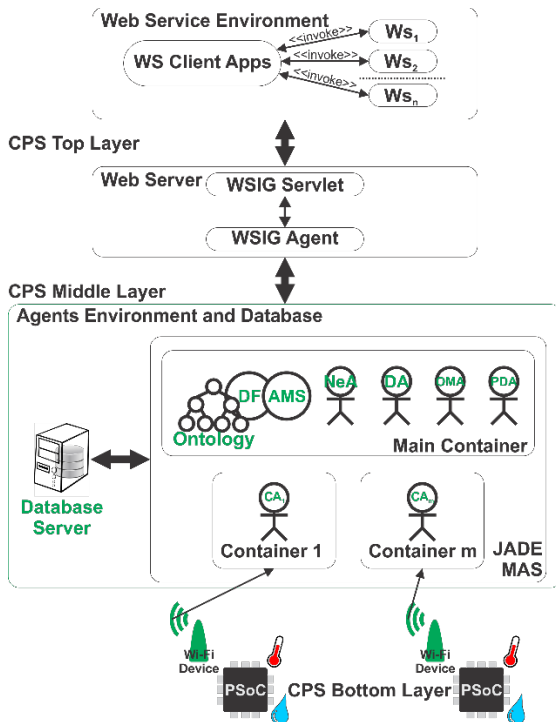 Web Service Environment
WS Client Apps
<<invoke>>
<<invoke>>
<<invoke>>
Ws1
Ws2
Wsn
CPS Top Layer
Web Server
WSIG Servlet
WSIG Agent
CPS Middle Layer
Agents Environment and Database
DF
AMS
NeA
DA
DMA
PDA
Ontology
Main Container
Database
Server
CA1
CAm
Container 1
Container m
JADE
MAS
Wi-Fi
Device
PSoC
CPS Bottom Layer
Wi-Fi
Device
PSoC